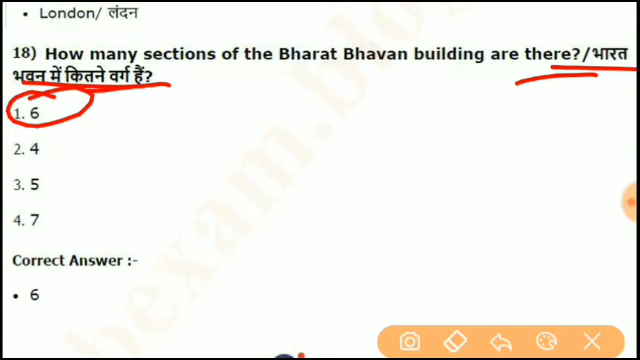 • London/ लंदन
18) How many sections of the Bharat Bhavan building are there?/भारत
भवन में कितने वर्ग हैं?
1. 6
2. 4
3. 5
4. 7
Correct Answer :-
• 6